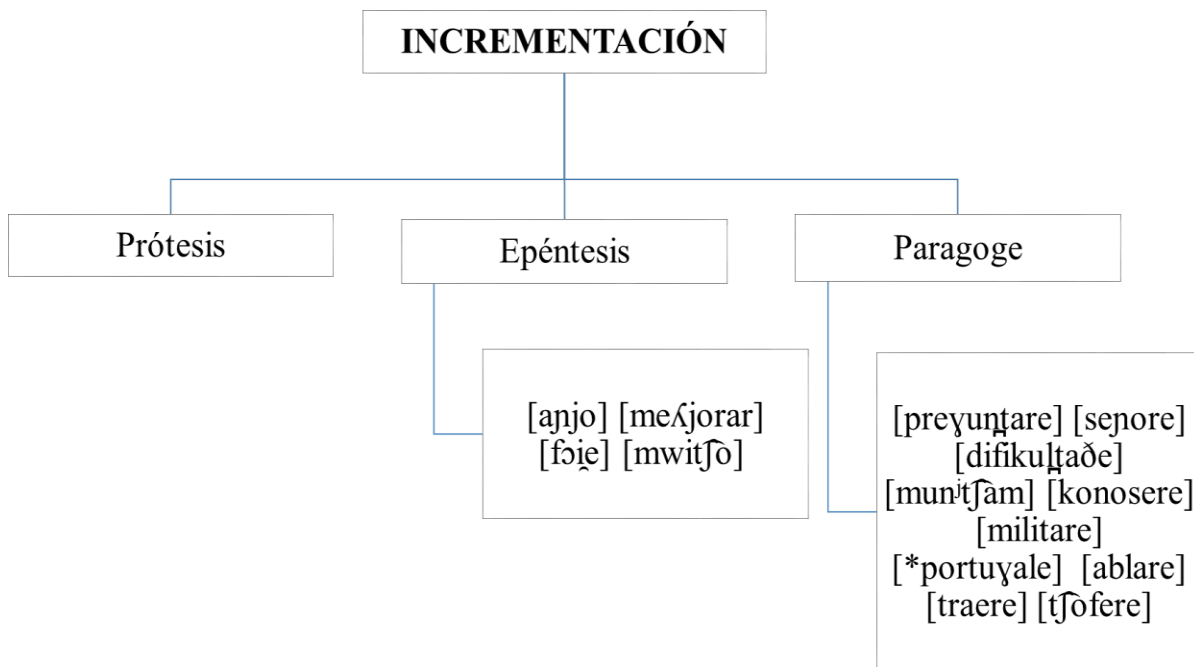 INCREMENTACIÓN
Prótesis
Epéntesis
Paragoge
[aɲjo] [meʎjorar]
[fɔi̯e] [mwit͡ʃo]
[preɣun̪tare] [seɲore]
[difikul̪taðe]
[munʲt͡ʃam] [konosere]
[militare]
[*portuɣale] [ablare]
[traere] [t͡ʃofere]